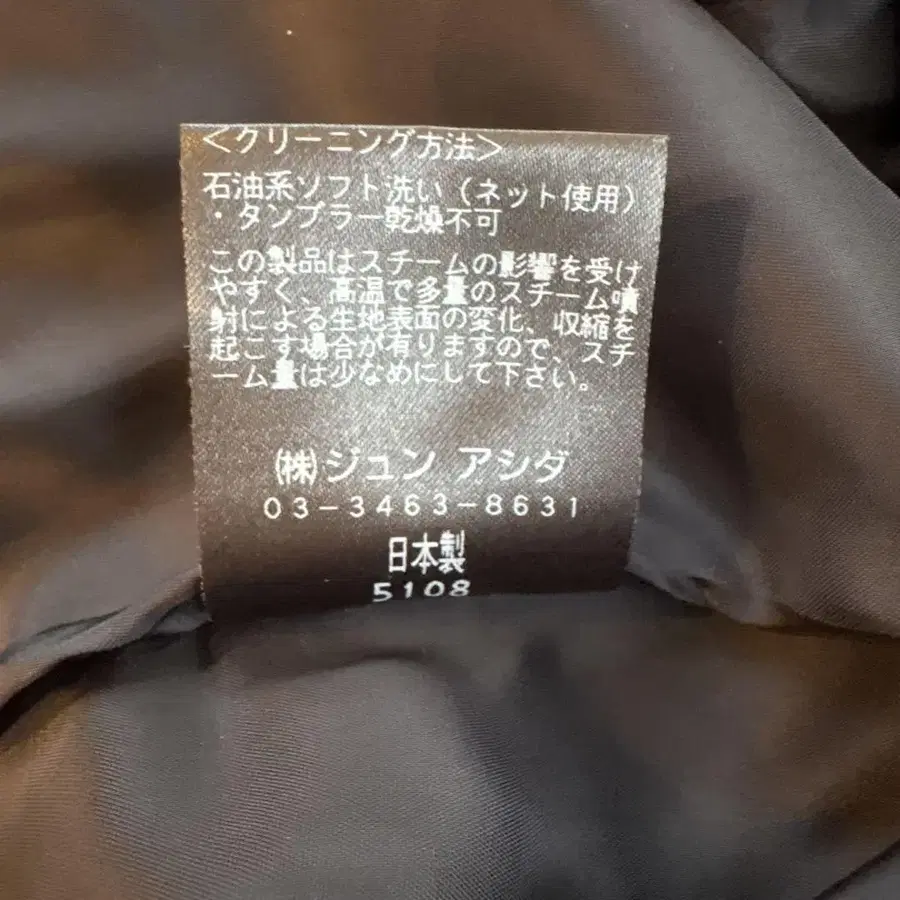 <クリーニング方法>
石油系ソフト洗い(ネット使用)
・タンブラー乾燥不可
この製品はスチームの影響を受け
やすく、高温で多量のスチーム噴
射による生地表面の変化、収縮を
起こす場合が有りますので、スチ
ーム量は少なめにして下さい。
㈱ジュン アシダ
03-3463-8631
日本製
5108